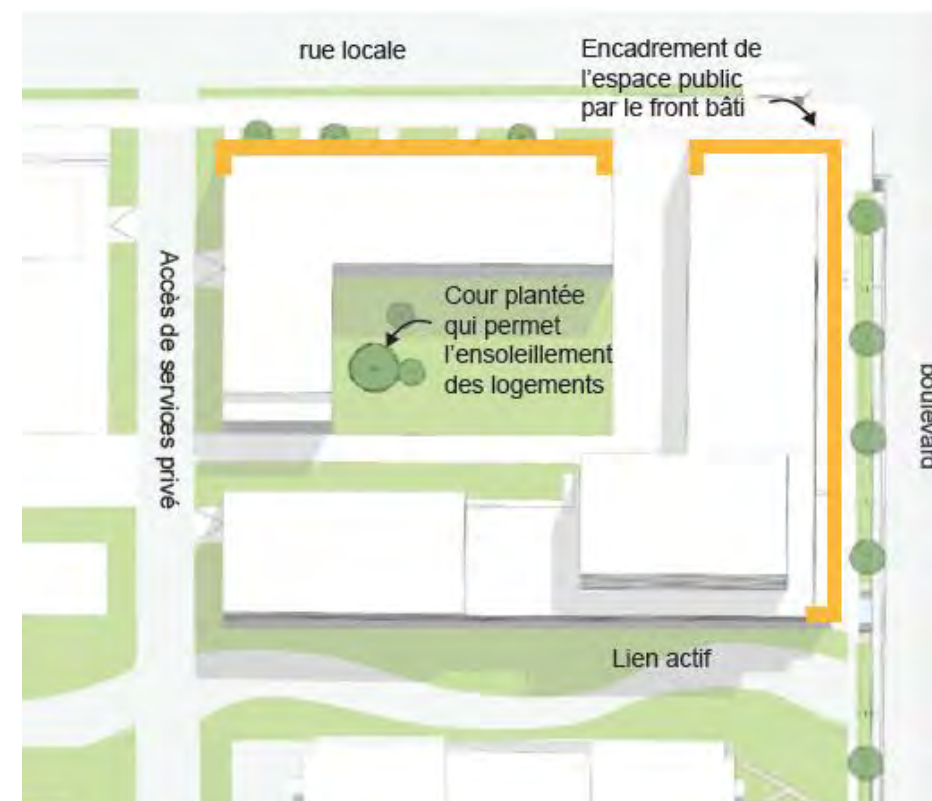 rue locale
Encadrement de
l'espace public
par le front bâti
Accès de services privé
Cour plantée
qui permet
l'ensoleillement
des logements
boulevard
Lien actif